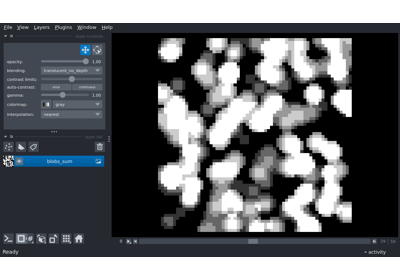 File View Layers Plugins Window Help
opacity: 1.00
blending: translucent_no_depth
contrast limits:
auto-contrast: once continuous
gamma: 1.00
colormap: gray
interpolation: nearest
blobs_sum
Ready
activity